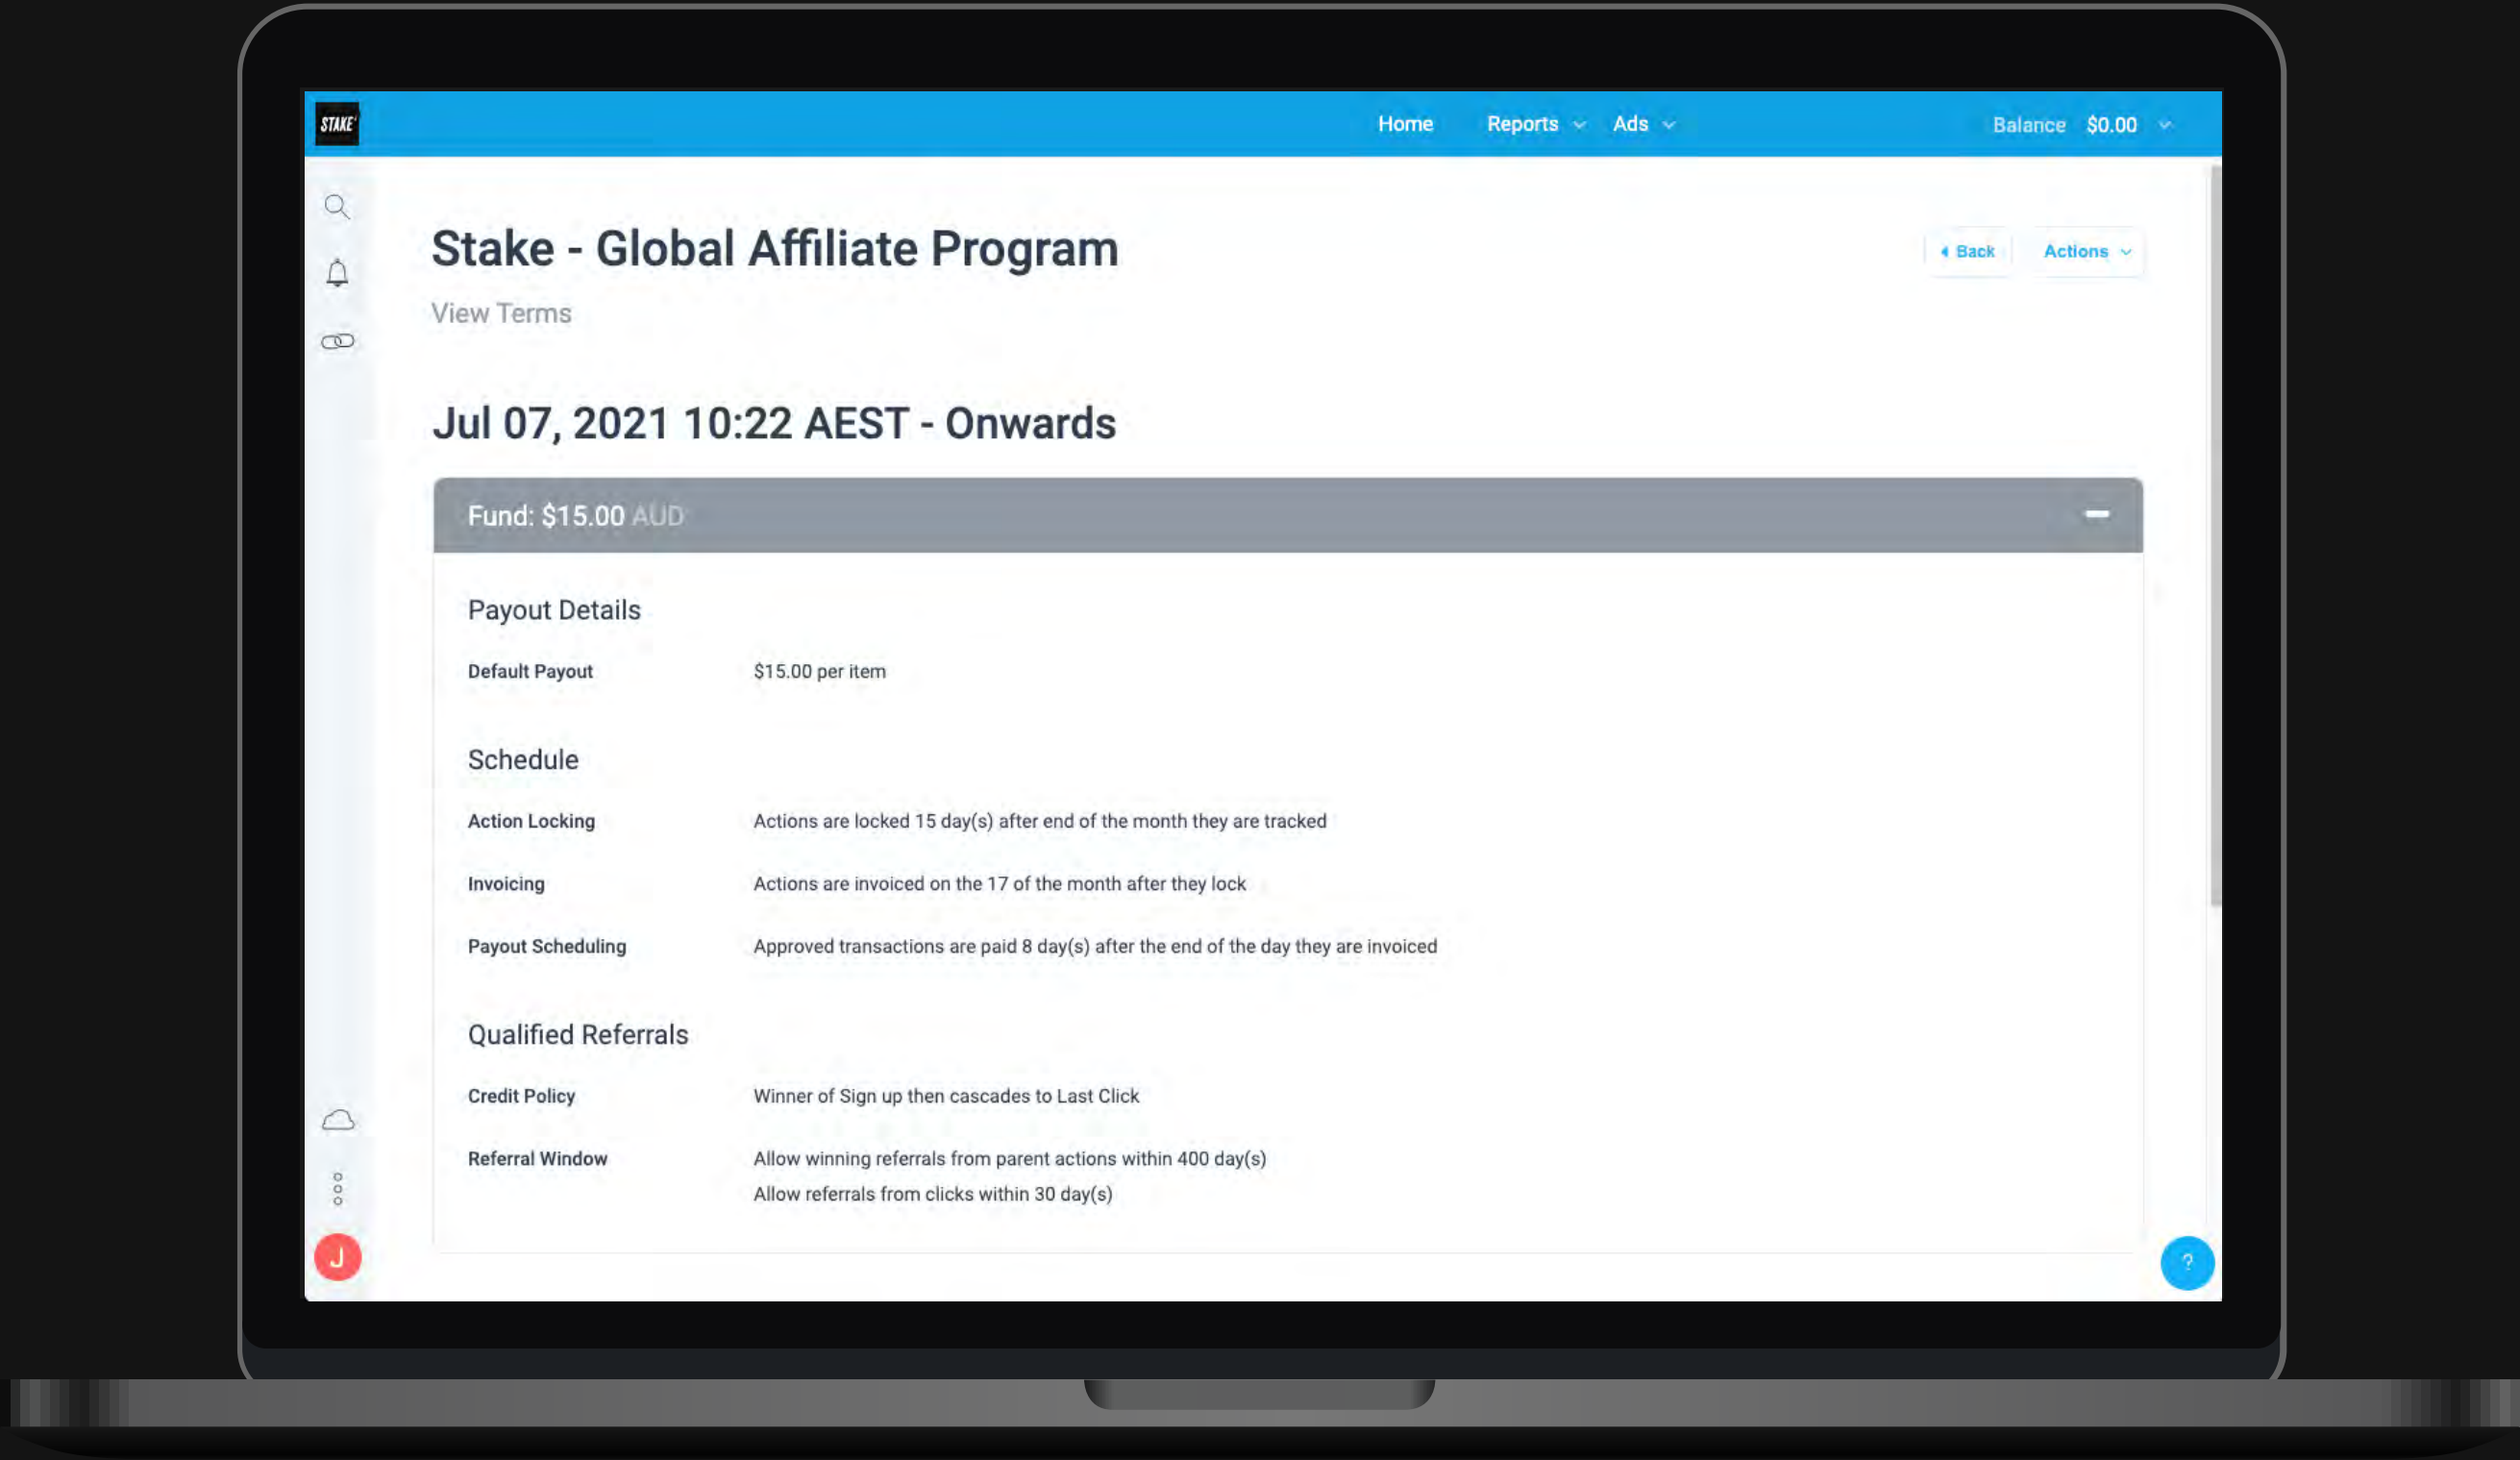 STAKE
Home Reports Ads Balance $0.00
Stake - Global Affiliate Program
Back Actions
View Terms
Jul 07, 2021 10:22 AEST - Onwards
Fund: $15.00 AUD
Payout Details
Default Payout $15.00 per item
Schedule
Action Locking Actions are locked 15 day(s) after end of the month they are tracked
Invoicing Actions are invoiced on the 17 of the month after they lock
Payout Scheduling Approved transactions are paid 8 day(s) after the end of the day they are invoiced
Qualified Referrals
Credit Policy Winner of Sign up then cascades to Last Click
Referral Window Allow winning referrals from parent actions within 400 day(s)
Allow referrals from clicks within 30 day(s)
J
?